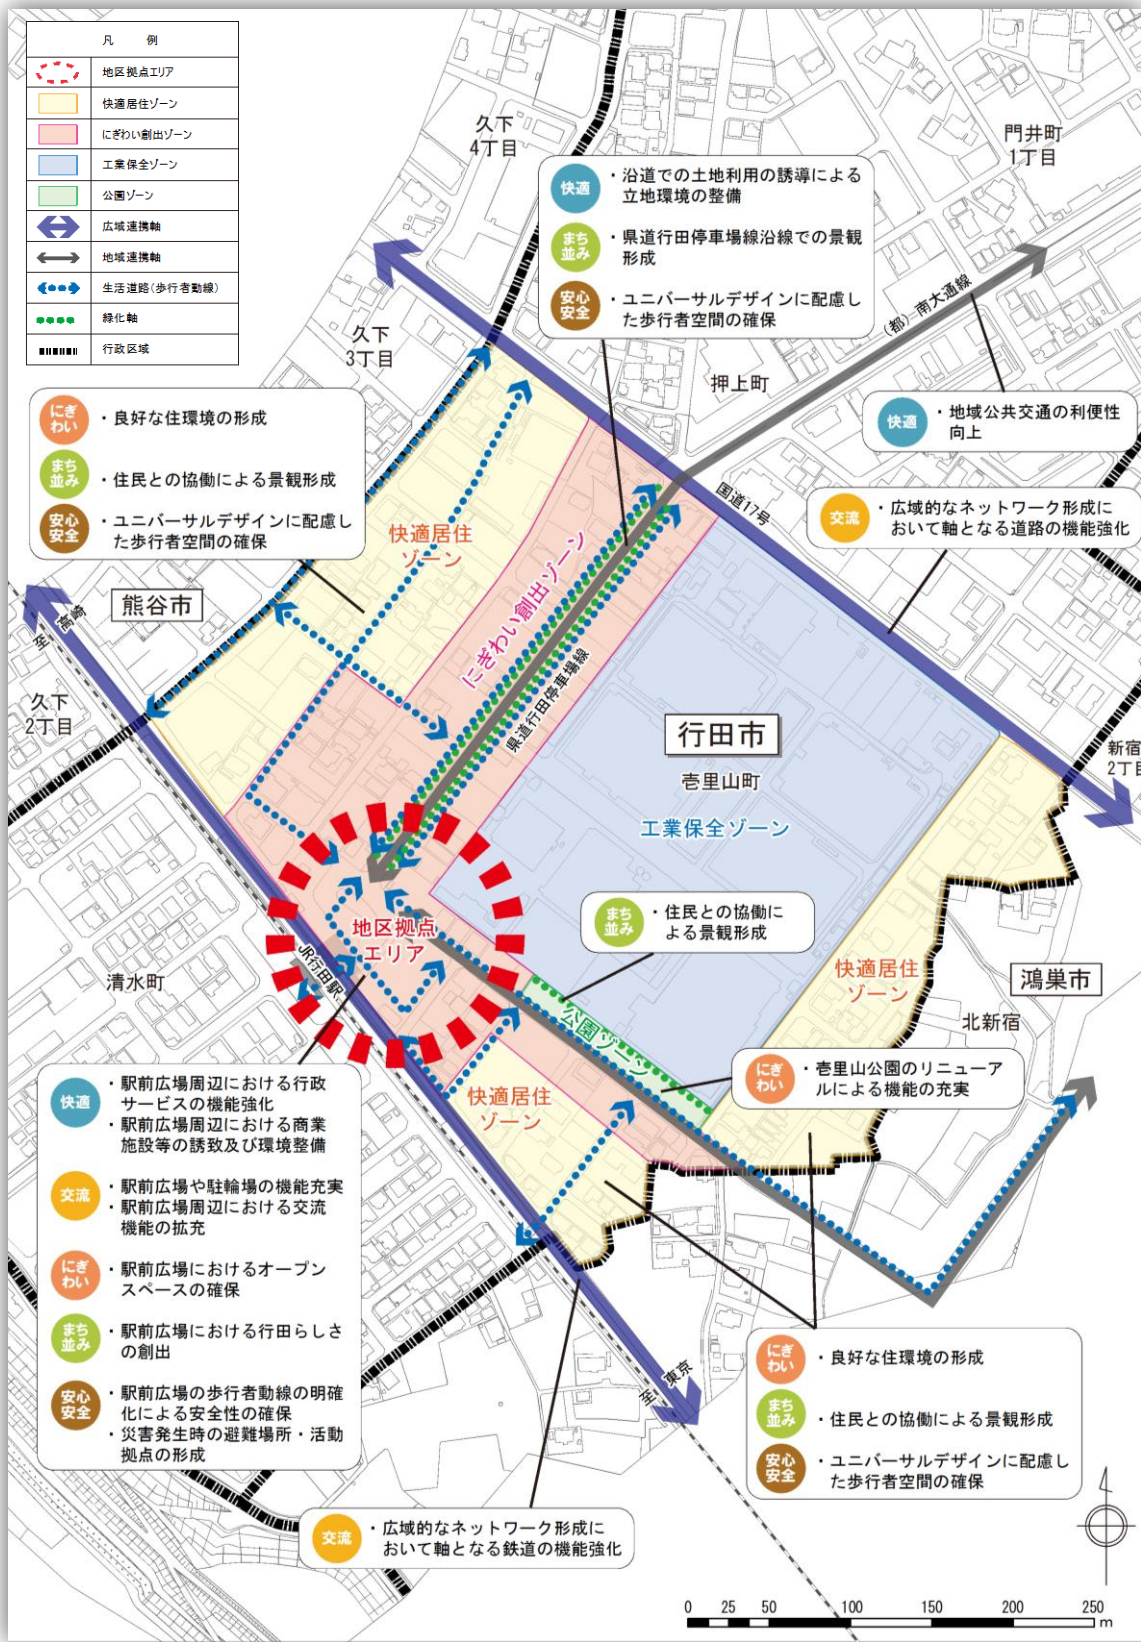 凡　例
地区拠点エリア
快適居住ゾーン
にぎわい創出ゾーン
工業保全ゾーン
公園ゾーン
広域連携軸
地域連携軸
生活道路(歩行者動線)
緑化軸
行政区域
久下
4丁目
門井町
1丁目
快適
・沿道での土地利用の誘導による
立地環境の整備
まち
並み
・県道行田停車場線沿線での景観
形成
安心
安全
・ユニバーサルデザインに配慮し
た歩行者空間の確保
(都)南大通線
久下
3丁目
押上町
快適
・地域公共交通の利便性
向上
にぎ
わい
・良好な住環境の形成
まち
並み
・住民との協働による景観形成
安心
安全
・ユニバーサルデザインに配慮し
た歩行者空間の確保
国道17号
交流
・広域的なネットワーク形成に
おいて軸となる道路の機能強化
快適居住
ゾーン
にぎわい創出ゾーン
県道行田停車場線
熊谷市
至 高崎
久下
2丁目
行田市
壱里山町
工業保全ゾーン
新宿
2丁目
地区拠点
エリア
まち
並み
・住民との協働に
よる景観形成
JR行田駅
清水町
快適居住
ゾーン
鴻巣市
北新宿
公園ゾーン
にぎ
わい
・壱里山公園のリニューア
ルによる機能の充実
快適居住
ゾーン
快適
・駅前広場周辺における行政
サービスの機能強化
・駅前広場周辺における商業
施設等の誘致及び環境整備
交流
・駅前広場や駐輪場の機能充実
・駅前広場周辺における交流
機能の拡充
にぎ
わい
・駅前広場におけるオープン
スペースの確保
まち
並み
・駅前広場における行田らしさ
の創出
安心
安全
・駅前広場の歩行者動線の明確
化による安全性の確保
・災害発生時の避難場所・活動
拠点の形成
至 東京
にぎ
わい
・良好な住環境の形成
まち
並み
・住民との協働による景観形成
安心
安全
・ユニバーサルデザインに配慮し
た歩行者空間の確保
交流
・広域的なネットワーク形成に
おいて軸となる鉄道の機能強化
0 25 50 100 150 200 250
m